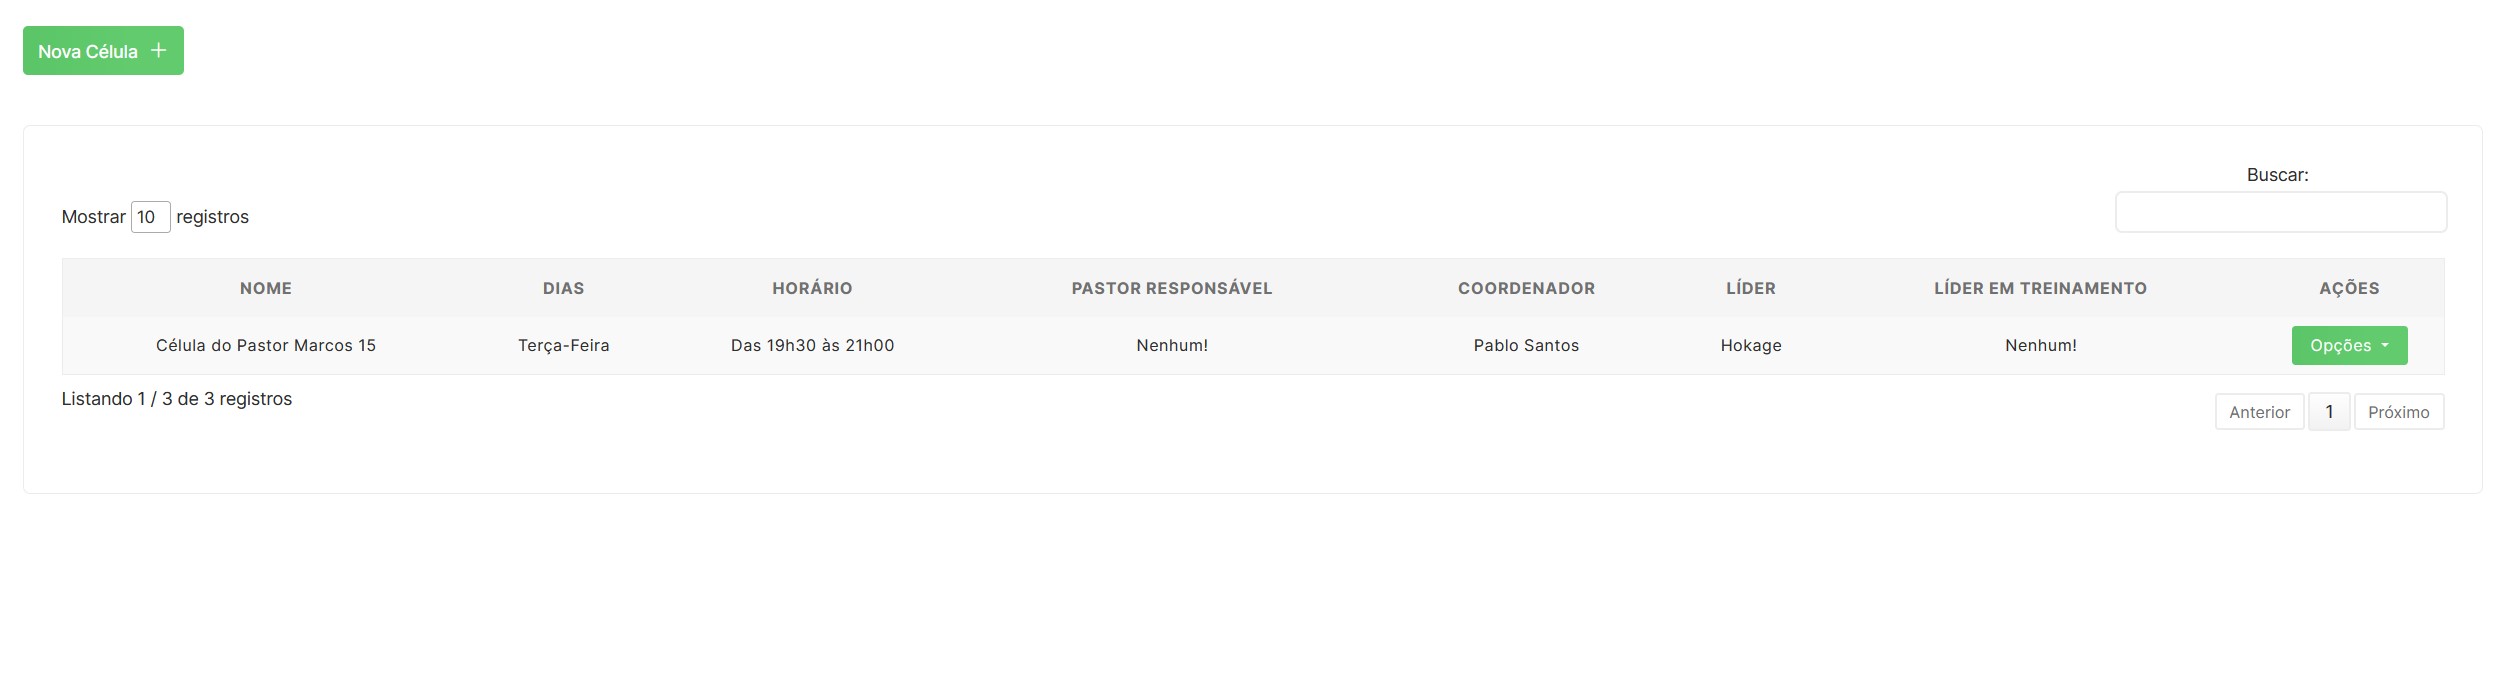 Nova Célula +
Buscar:
Mostrar 10 registros
NOME DIAS HORÁRIO PASTOR RESPONSÁVEL COORDENADOR LÍDER LÍDER EM TREINAMENTO AÇÕES
Célula do Pastor Marcos 15 Terça-Feira Das 19h30 às 21h00 Nenhum! Pablo Santos Hokage Nenhum! Opções
Listando 1 / 3 de 3 registros
Anterior 1 Próximo